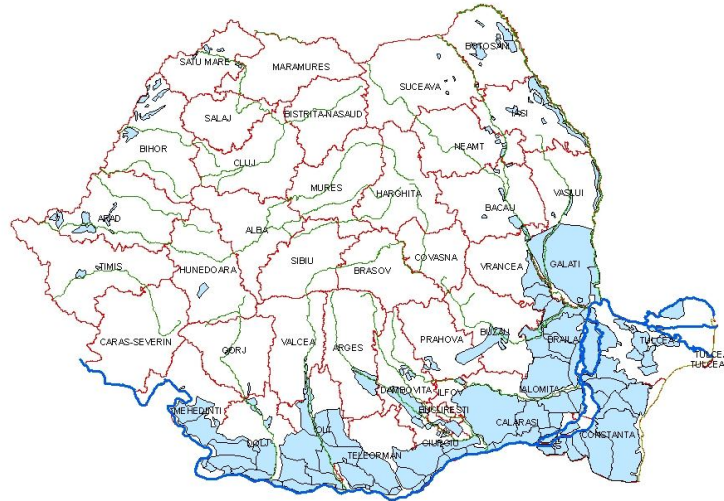 BOTOSANI
SATU MARE
MARAMURES
SUCEAVA
SALAJ
BISTRITA-NASAUD
IASI
BIHOR
CLUJ
NEAMT
MURES
HARGHITA
VASLUI
BACAU
ARAD
ALBA
TIMIS
HUNEDOARA
SIBIU
BRASOV
COVASNA
VRANCEA
GALATI
CARAS-SEVERIN
GORJ
VALCEA
ARGES
PRAHOVA
BUZAU
BRAILA
TULCEA
TULCEA
TULCEA
DAMBOVITA
ILFOV
IALOMITA
MEHEDINTI
BUCURESTI
CALARASI
OLT
DOLJ
GIURGIU
CONSTANTA
TELEORMAN